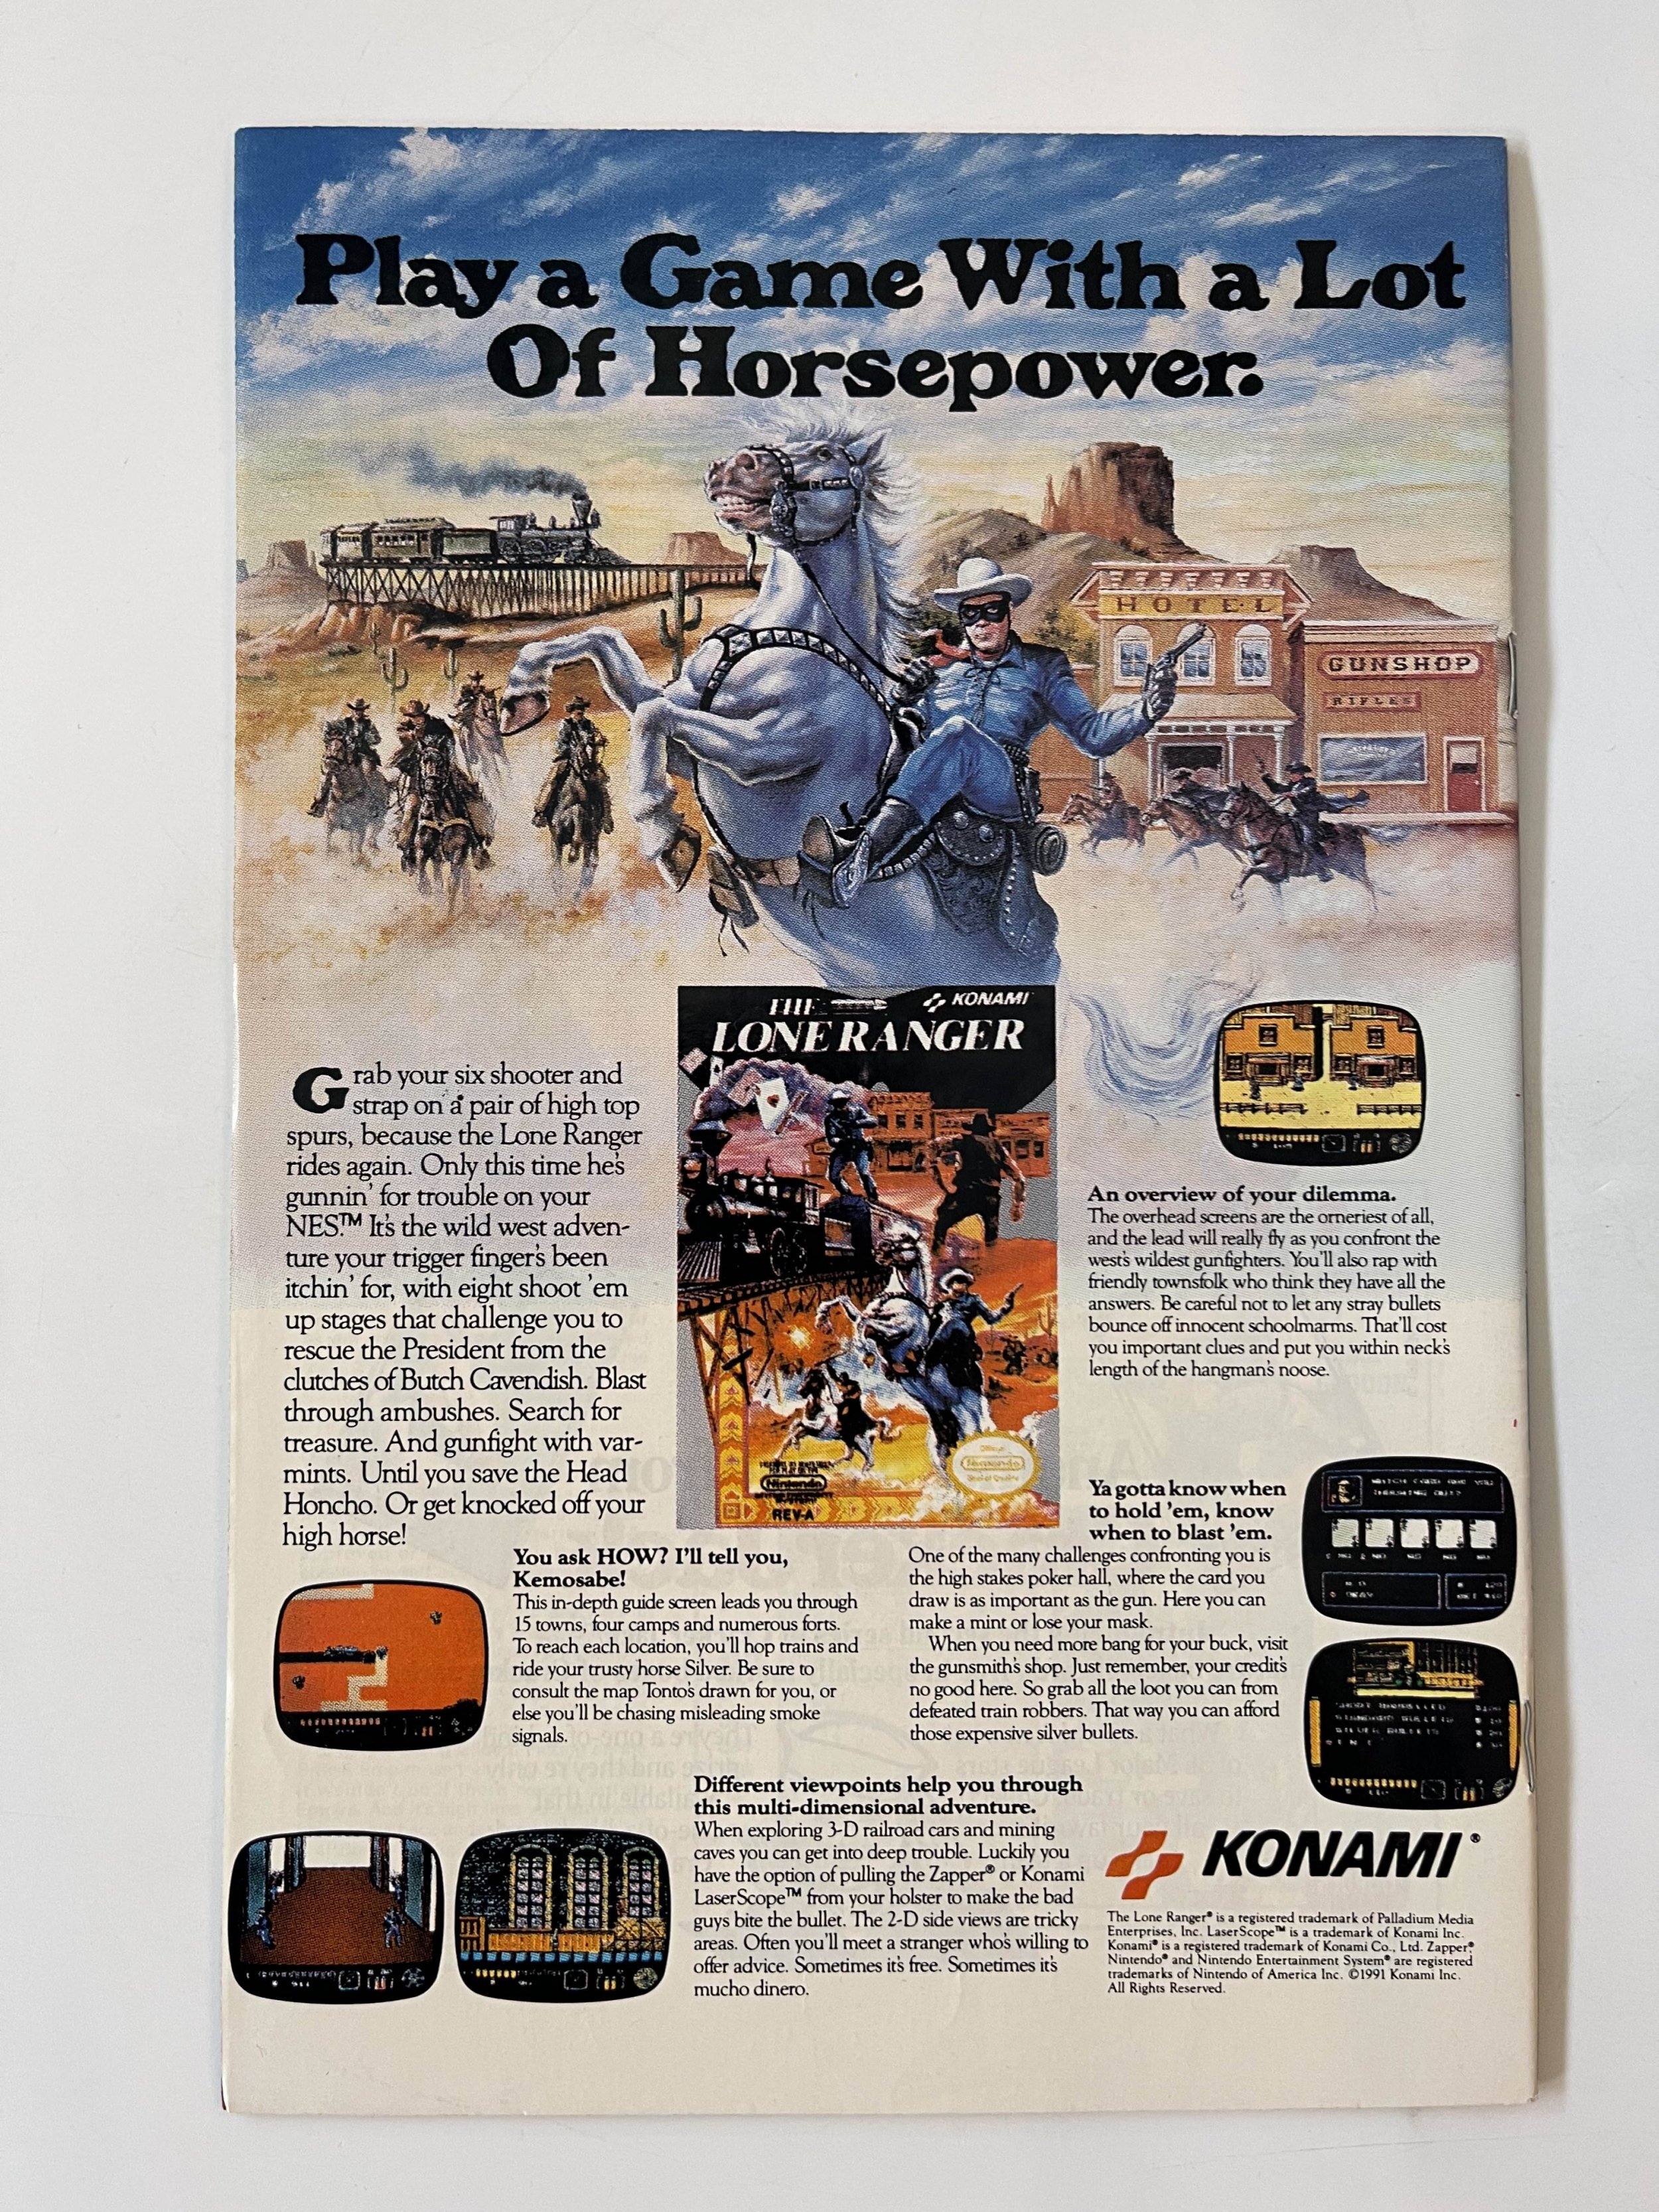 Play a Game With a Lot
Of Horsepower.
HOTEL
GUNSHOP
RIFLES
THE
KONAMI
LONE RANGER
Nintendo
REV-A
Grab your six shooter and
strap on a pair of high top
spurs, because the Lone Ranger
rides again. Only this time he's
gunnin' for trouble on your
NES.™ It's the wild west adven-
ture your trigger finger's been
itchin' for, with eight shoot 'em
up stages that challenge you to
rescue the President from the
clutches of Butch Cavendish. Blast
through ambushes. Search for
treasure. And gunfight with var-
mints. Until you save the Head
Honcho. Or get knocked off your
high horse!
An overview of your dilemma.
The overhead screens are the orneriest of all,
and the lead will really fly as you confront the
west's wildest gunfighters. You'll also rap with
friendly townsfolk who think they have all the
answers. Be careful not to let any stray bullets
bounce off innocent schoolmarms. That'll cost
you important clues and put you within neck's
length of the hangman's noose.
You ask HOW? I'll tell you,
Kemosabe!
This in-depth guide screen leads you through
15 towns, four camps and numerous forts.
To reach each location, you'll hop trains and
ride your trusty horse Silver. Be sure to
consult the map Tonto's drawn for you, or
else you'll be chasing misleading smoke
signals.
Ya gotta know when
to hold 'em, know
when to blast 'em.
One of the many challenges confronting you is
the high stakes poker hall, where the card you
draw is as important as the gun. Here you can
make a mint or lose your mask.
When you need more bang for your buck, visit
the gunsmith's shop. Just remember, your credit's
no good here. So grab all the loot you can from
defeated train robbers. That way you can afford
those expensive silver bullets.
Different viewpoints help you through
this multi-dimensional adventure.
When exploring 3-D railroad cars and mining
caves you can get into deep trouble. Luckily you
have the option of pulling the Zapper® or Konami
LaserScope™ from your holster to make the bad
guys bite the bullet. The 2-D side views are tricky
areas. Often you'll meet a stranger who's willing to
offer advice. Sometimes it's free. Sometimes it's
mucho dinero.
KONAMI®
The Lone Ranger® is a registered trademark of Palladium Media
Enterprises, Inc. LaserScope™ is a trademark of Konami Inc.
Konami® is a registered trademark of Konami Co., Ltd. Zapper,®
Nintendo® and Nintendo Entertainment System® are registered
trademarks of Nintendo of America Inc. ©1991 Konami Inc.
All Rights Reserved.